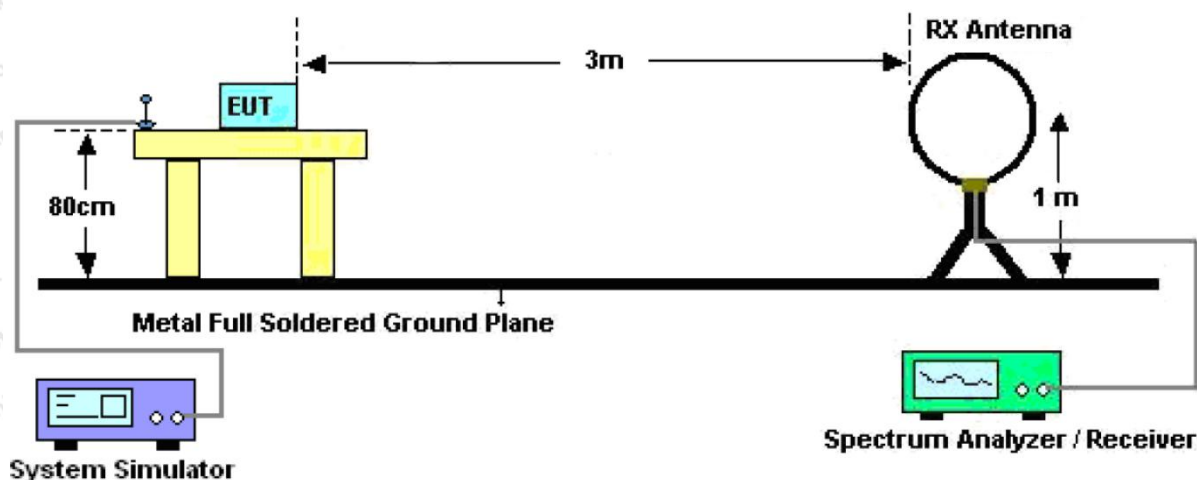 RX Antenna
3m
EUT
80cm
1 m
Metal Full Soldered Ground Plane
System Simulator
Spectrum Analyzer / Receiver